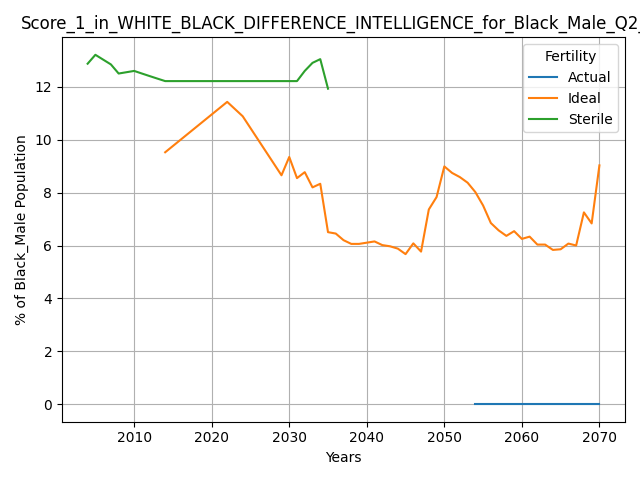 Score_1_in_WHITE_BLACK_DIFFERENCE_INTELLIGENCE_for_Black_Male_Q2_
Fertility
Actual
Ideal
Sterile
% of Black_Male Population
12
10
8
6
4
2
0
2010 2020 2030 2040 2050 2060 2070
Years